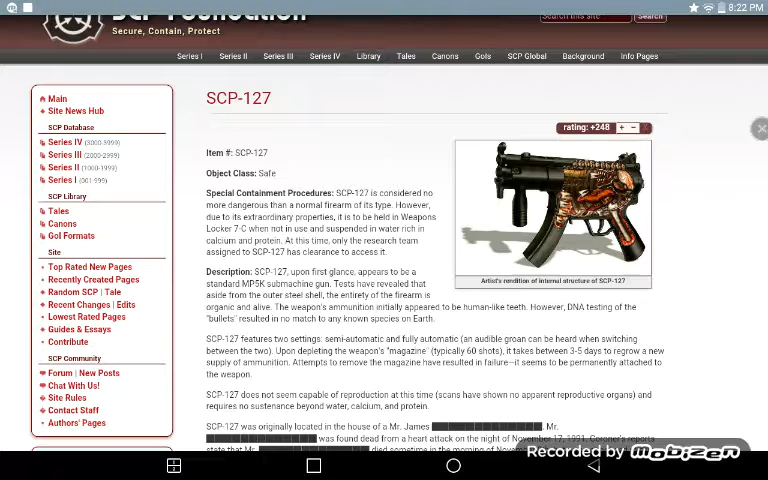 8:22 PM
SCP Foundation
Secure, Contain, Protect
Search this site
Search
Series I Series II Series III Series IV Library Tales Canons GoIs SCP Global Background Info Pages
Main
Site News Hub
SCP Database
Series IV (3000-3999)
Series III (2000-2999)
Series II (1000-1999)
Series I (001-999)
SCP Library
Tales
Canons
GoI Formats
Site
Top Rated New Pages
Recently Created Pages
Random SCP | Tale
Recent Changes | Edits
Lowest Rated Pages
Guides & Essays
Contribute
SCP Community
Forum | New Posts
Chat With Us!
Site Rules
Contact Staff
Authors' Pages
SCP-127
rating: +248 + – x
Item #: SCP-127
Object Class: Safe
Special Containment Procedures: SCP-127 is considered no
more dangerous than a normal firearm of its type. However,
due to its extraordinary properties, it is to be held in Weapons
Locker 7-C when not in use and suspended in water rich in
calcium and protein. At this time, only the research team
assigned to SCP-127 has clearance to access it.
Artist's rendition of internal structure of SCP-127
Description: SCP-127, upon first glance, appears to be a
standard MP5K submachine gun. Tests have revealed that
aside from the outer steel shell, the entirety of the firearm is
organic and alive. The weapon's ammunition initially appeared to be human-like teeth. However, DNA testing of the
"bullets" resulted in no match to any known species on Earth.
SCP-127 features two settings: semi-automatic and fully automatic (an audible groan can be heard when switching
between the two). Upon depleting the weapon's "magazine" (typically 60 shots), it takes between 3-5 days to regrow a new
supply of ammunition. Attempts to remove the magazine have resulted in failure—it seems to be permanently attached to
the weapon.
SCP-127 does not seem capable of reproduction at this time (scans have shown no apparent reproductive organs) and
requires no sustenance beyond water, calcium, and protein.
SCP-127 was originally located in the house of a Mr. James ██████████████, Mr.
██████████████ was found dead from a heart attack on the night of November 17, 1991. Coroner's reports
state that Mr. ██████████████ died sometime in the morning of
Recorded by mobizen